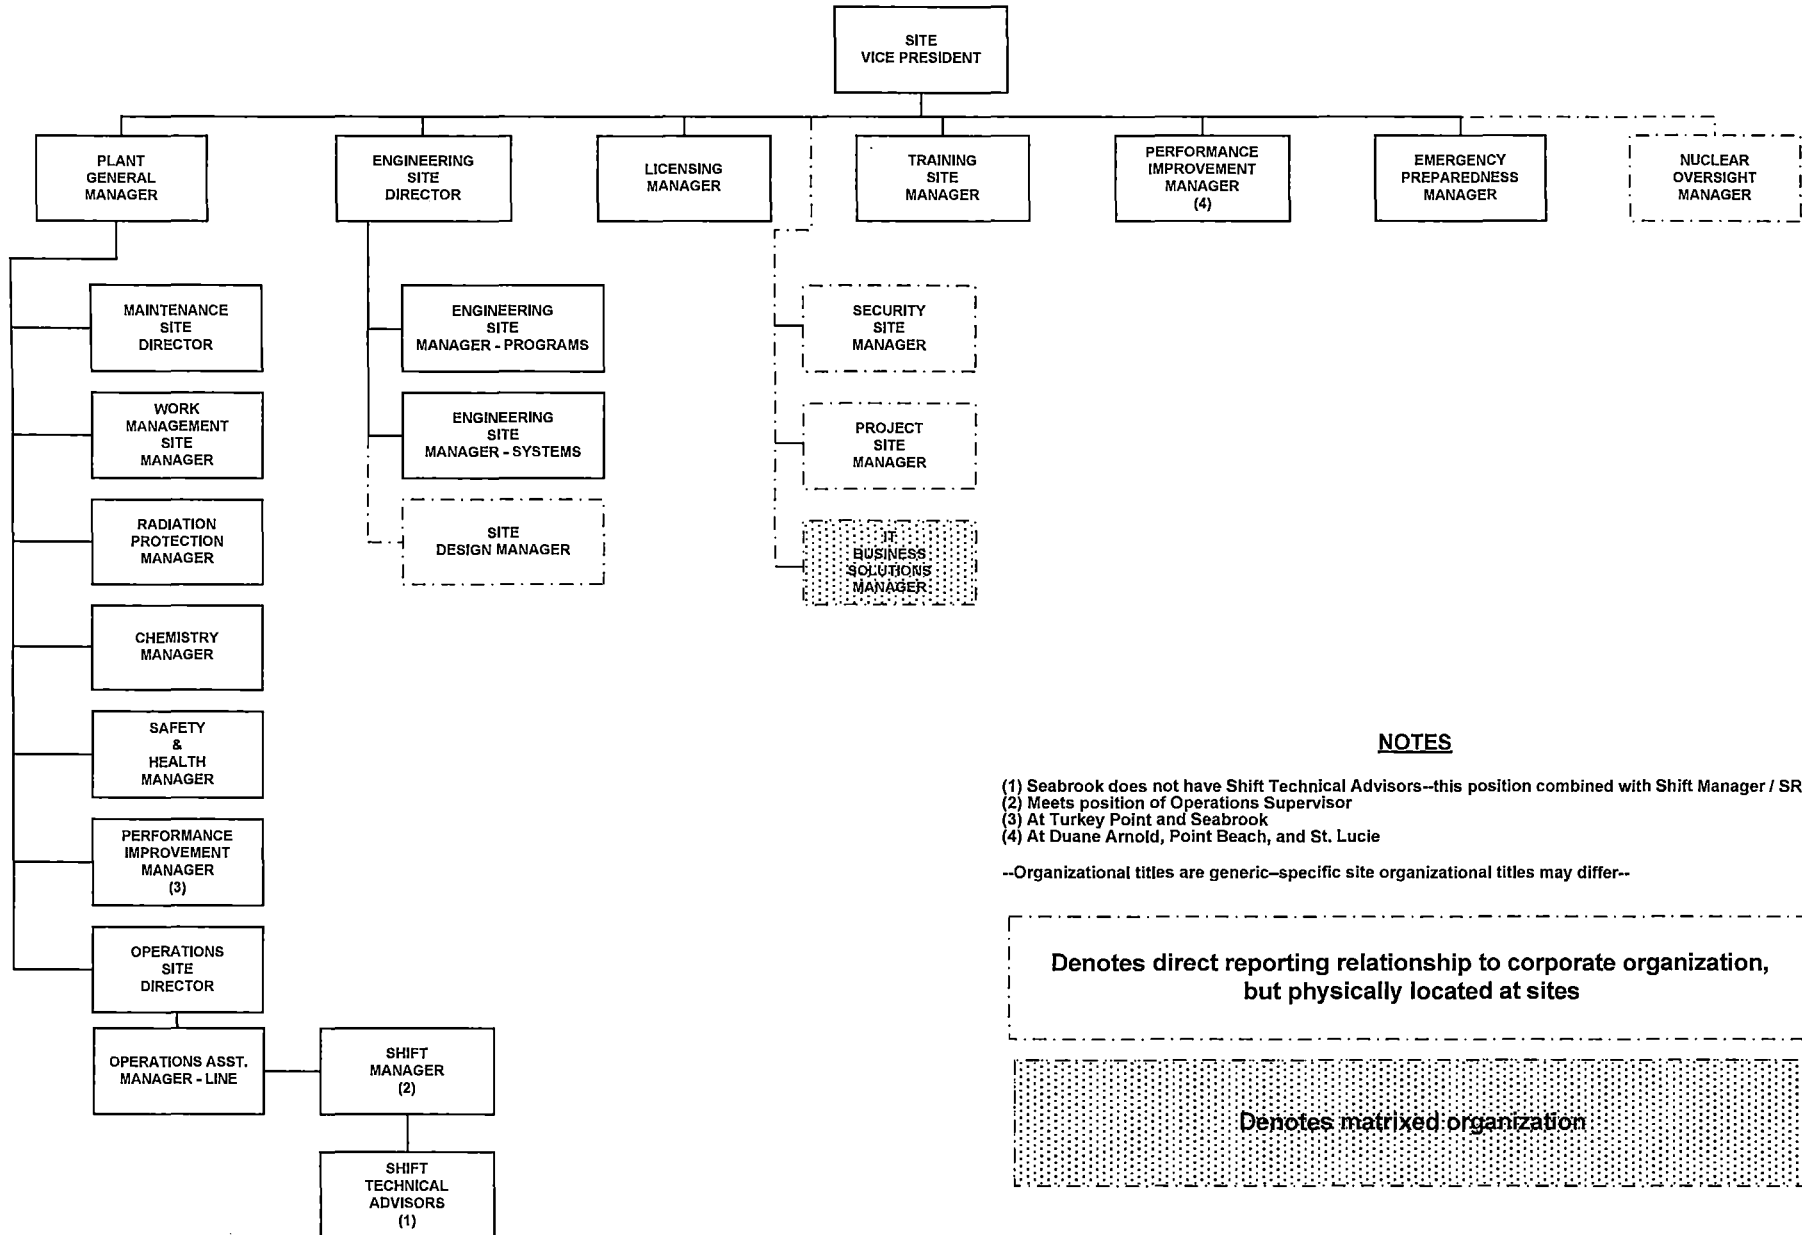 SITE
VICE PRESIDENT
PLANT
GENERAL
MANAGER
ENGINEERING
SITE
DIRECTOR
LICENSING
MANAGER
TRAINING
SITE
MANAGER
PERFORMANCE
IMPROVEMENT
MANAGER
(4)
EMERGENCY
PREPAREDNESS
MANAGER
NUCLEAR
OVERSIGHT
MANAGER
MAINTENANCE
SITE
DIRECTOR
ENGINEERING
SITE
MANAGER - PROGRAMS
SECURITY
SITE
MANAGER
WORK
MANAGEMENT
SITE
MANAGER
ENGINEERING
SITE
MANAGER - SYSTEMS
PROJECT
SITE
MANAGER
RADIATION
PROTECTION
MANAGER
SITE
DESIGN MANAGER
IT
BUSINESS
SOLUTIONS
MANAGER
CHEMISTRY
MANAGER
SAFETY
&
HEALTH
MANAGER
PERFORMANCE
IMPROVEMENT
MANAGER
(3)
OPERATIONS
SITE
DIRECTOR
OPERATIONS ASST.
MANAGER - LINE
SHIFT
MANAGER
(2)
SHIFT
TECHNICAL
ADVISORS
(1)
NOTES
(1) Seabrook does not have Shift Technical Advisors--this position combined with Shift Manager / SR
(2) Meets position of Operations Supervisor
(3) At Turkey Point and Seabrook
(4) At Duane Arnold, Point Beach, and St. Lucie
--Organizational titles are generic--specific site organizational titles may differ--
Denotes direct reporting relationship to corporate organization,
but physically located at sites
Denotes matrixed organization